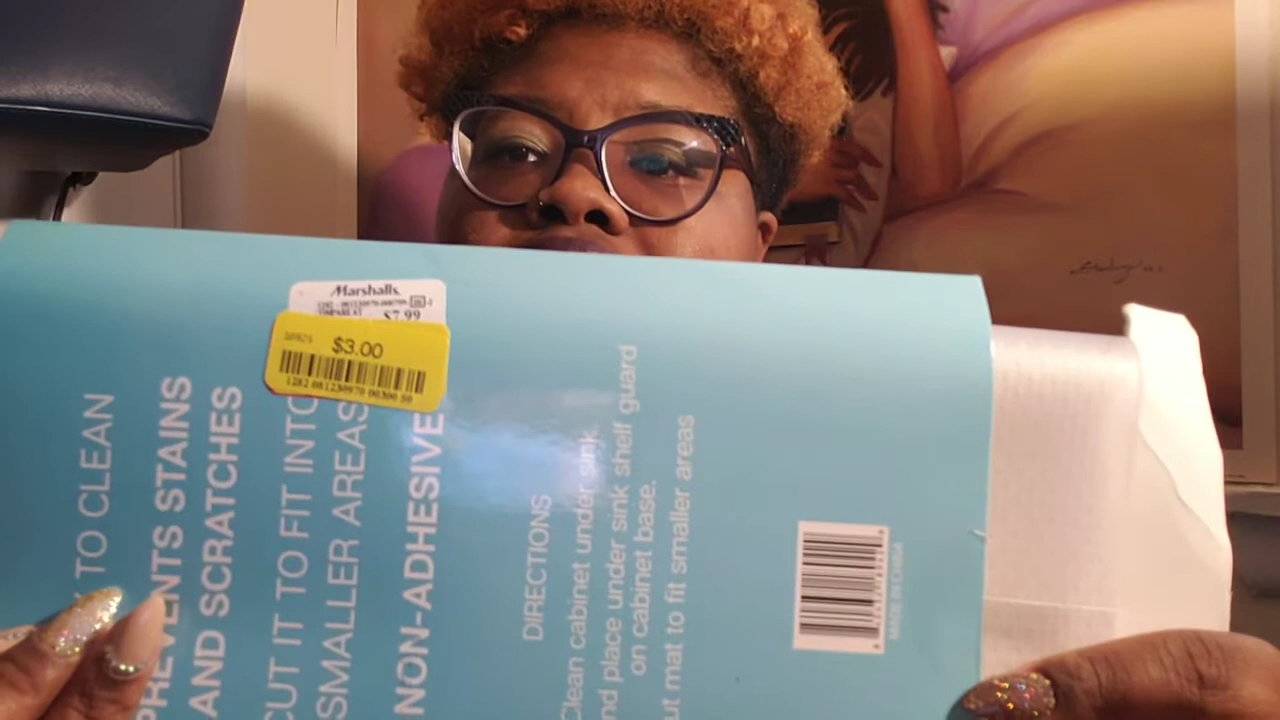 Marshalls
$7.99
$3.00
TO CLEAN
PREVENTS STAINS
AND SCRATCHES
CUT IT TO FIT INTO
SMALLER AREAS
NON-ADHESIVE
DIRECTIONS
Clean cabinet under sink
nd place under sink shelf guard
on cabinet base.
ut mat to fit smaller areas
MADE IN CHINA